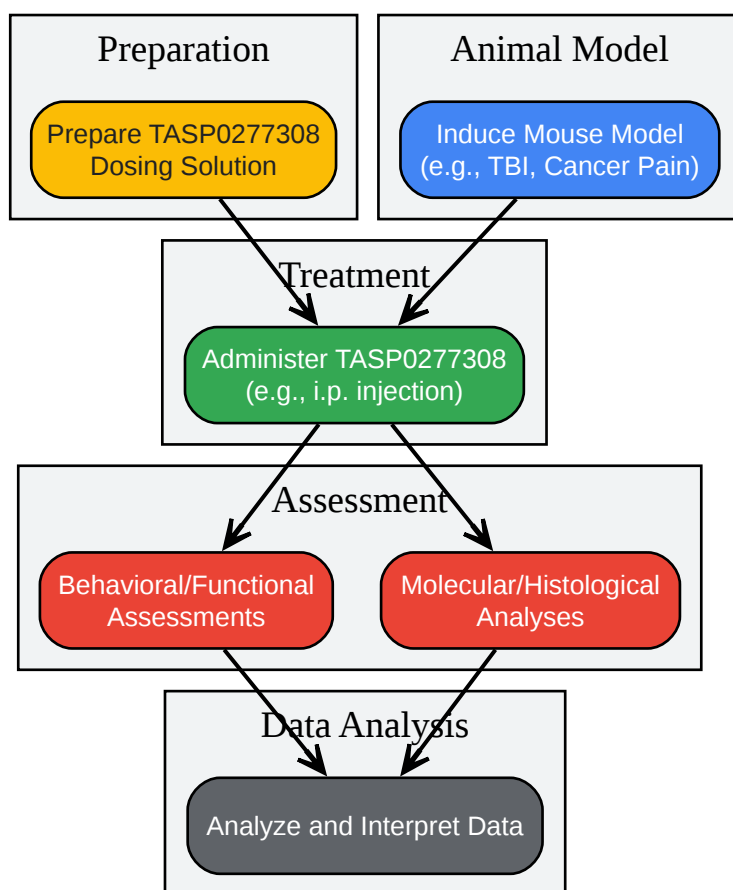 Preparation
Animal Model
Prepare TASP0277308
Dosing Solution
Induce Mouse Model
(e.g., TBI, Cancer Pain)
Treatment
Administer TASP0277308
(e.g., i.p. injection)
Assessment
Behavioral/Functional
Assessments
Molecular/Histological
Analyses
Data Analysis
Analyze and Interpret Data